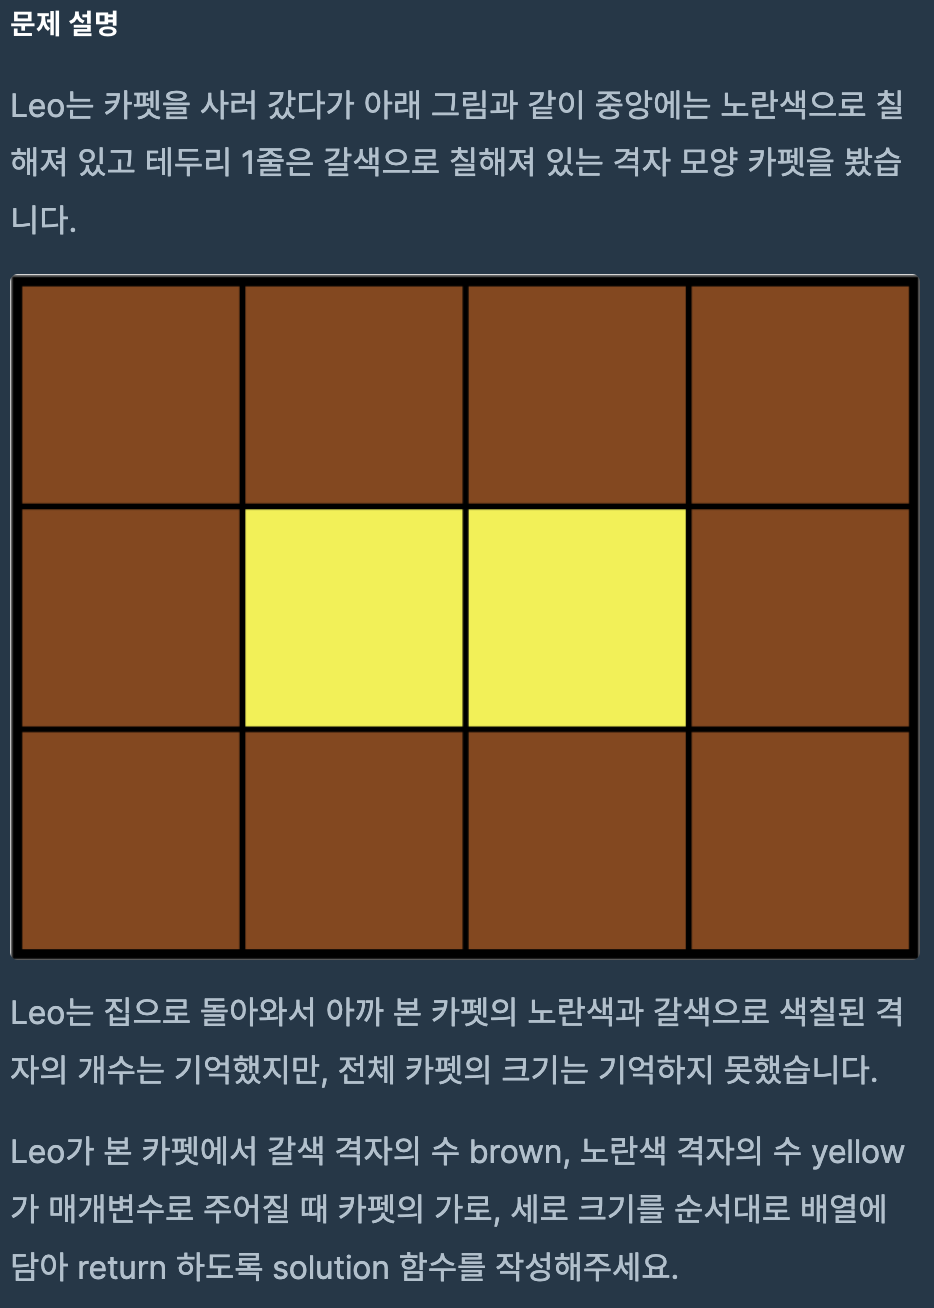 문제 설명
Leo는 카펫을 사러 갔다가 아래 그림과 같이 중앙에는 노란색으로 칠
해져 있고 테두리 1줄은 갈색으로 칠해져 있는 격자 모양 카펫을 봤습
니다.
Leo는 집으로 돌아와서 아까 본 카펫의 노란색과 갈색으로 색칠된 격
자의 개수는 기억했지만, 전체 카펫의 크기는 기억하지 못했습니다.
Leo가 본 카펫에서 갈색 격자의 수 brown, 노란색 격자의 수 yellow
가 매개변수로 주어질 때 카펫의 가로, 세로 크기를 순서대로 배열에
담아 return 하도록 solution 함수를 작성해주세요.